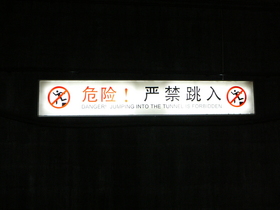 危险！ 严禁跳入
DANGER! JUMPING INTO THE TUNNEL IS FORBIDDEN